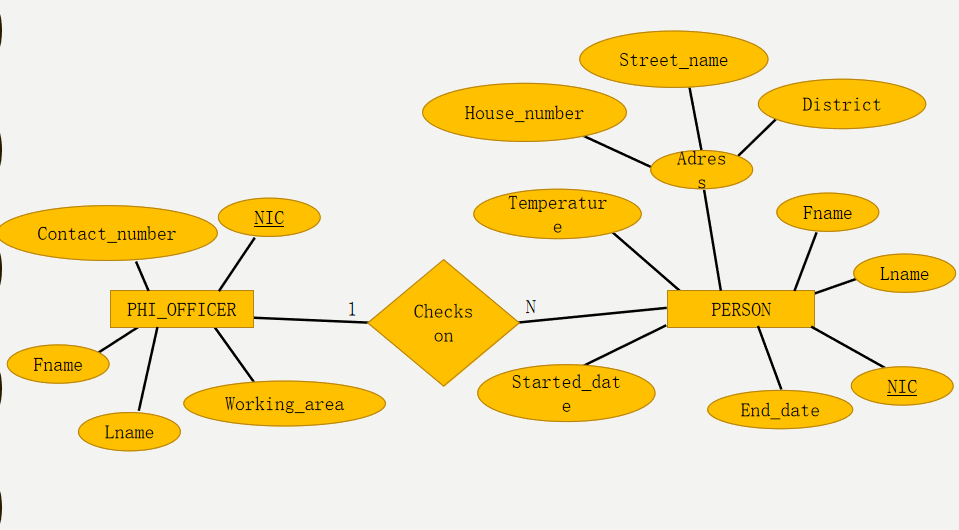 Street_name
House_number
District
Adres
s
Temperatur
e
Fname
NIC
Contact_number
Lname
PHI_OFFICER
1
Checks
on
N
PERSON
Fname
Started_dat
e
NIC
Working_area
End_date
Lname